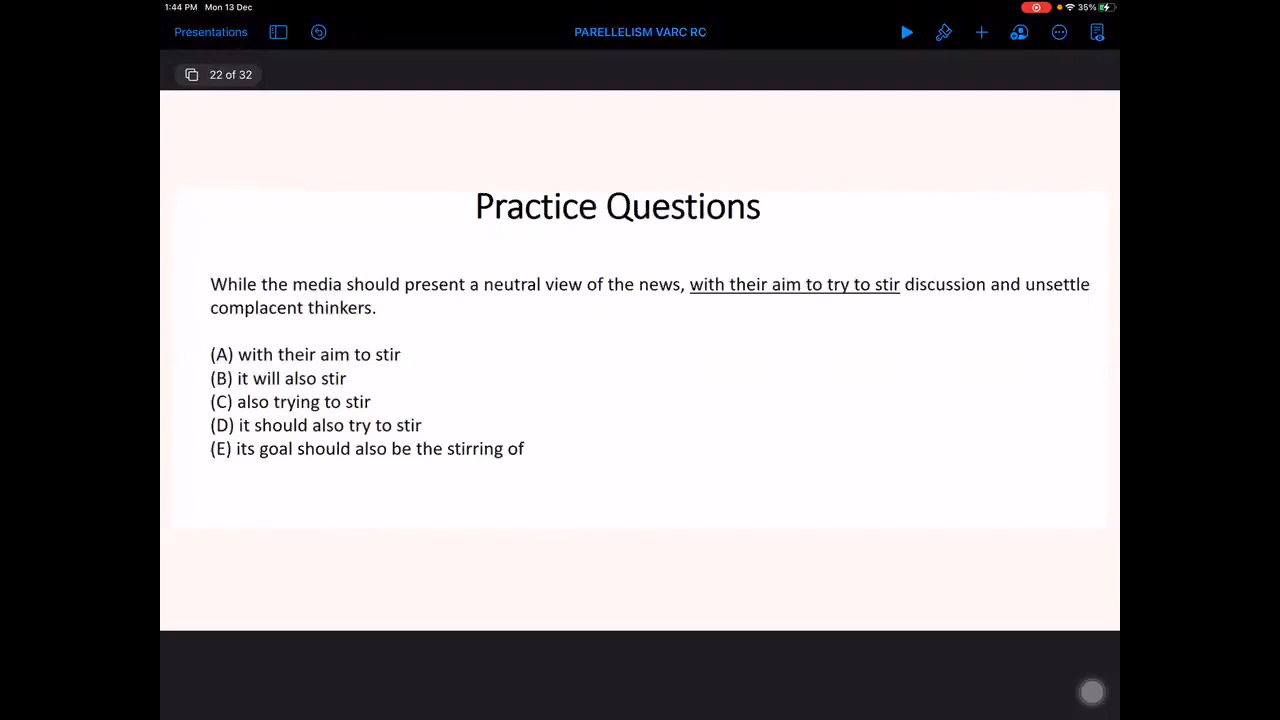 1:44 PM Mon 13 Dec
35%
Presentations
PARELLELISM VARC RC
22 of 32
Practice Questions
While the media should present a neutral view of the news, with their aim to try to stir discussion and unsettle
complacent thinkers.
(A) with their aim to stir
(B) it will also stir
(C) also trying to stir
(D) it should also try to stir
(E) its goal should also be the stirring of